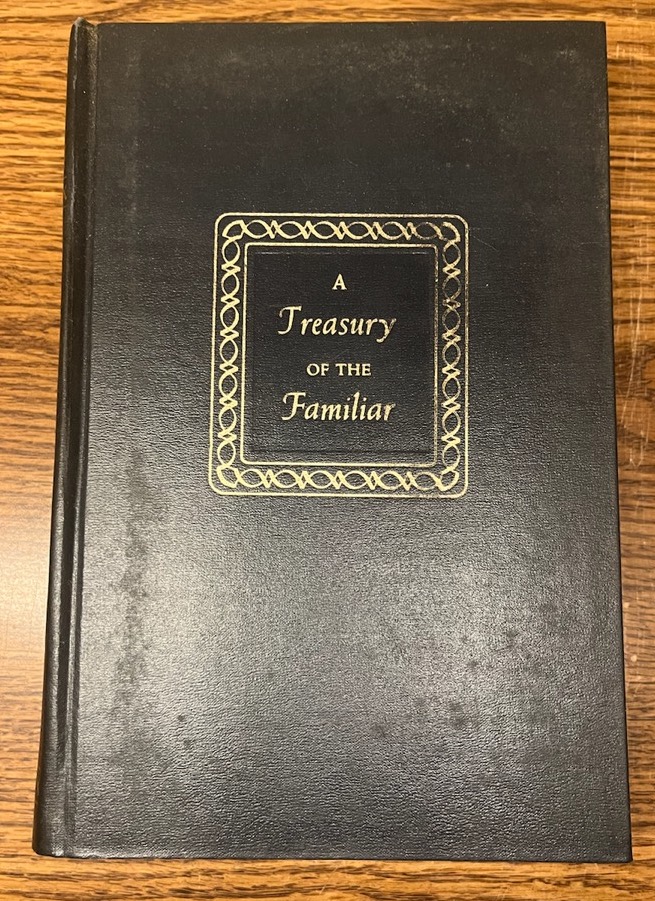 A
Treasury
OF THE
Familiar